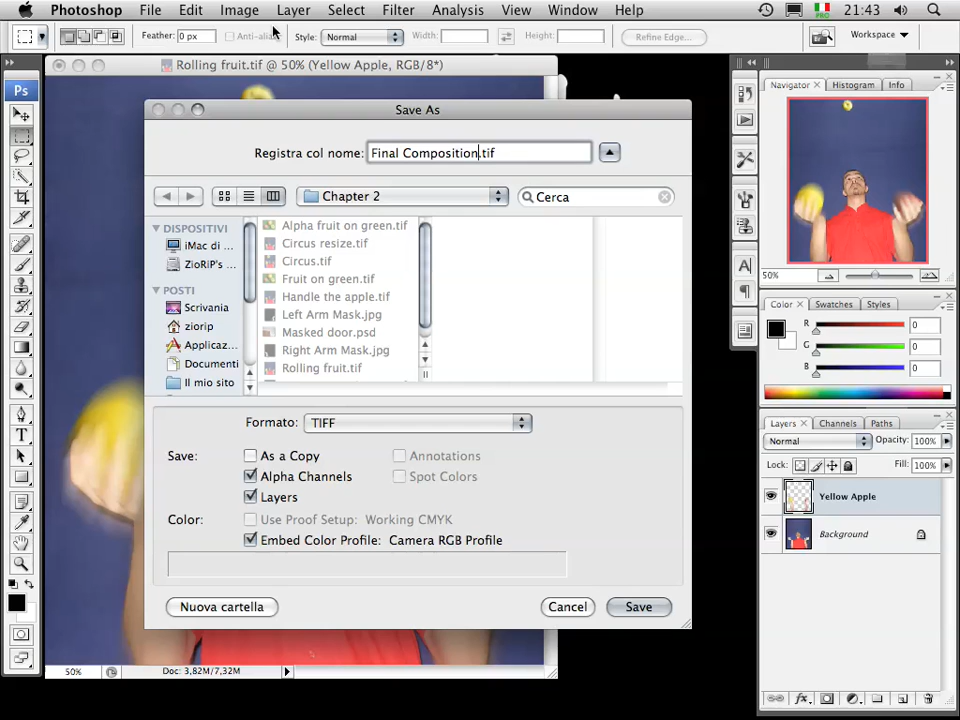 Photoshop File Edit Image Layer Select Filter Analysis View Window Help PRO 21:43
Feather: 0 px Anti-alias Style: Normal Width: Height: Refine Edge... Workspace
Rolling fruit.tif @ 50% (Yellow Apple, RGB/8*)
Ps
Save As
Registra col nome: Final Composition.tif
Chapter 2 Cerca
DISPOSITIVI
iMac di ...
ZioRiP's ...
POSTI
Scrivania
ziorip
Applicaz...
Documenti
Il mio sito
Alpha fruit on green.tif
Circus resize.tif
Circus.tif
Fruit on green.tif
Handle the apple.tif
Left Arm Mask.jpg
Masked door.psd
Right Arm Mask.jpg
Rolling fruit.tif
Formato: TIFF
Save: As a Copy Annotations
Alpha Channels Spot Colors
Layers
Color: Use Proof Setup: Working CMYK
Embed Color Profile: Camera RGB Profile
Nuova cartella Cancel Save
50% Doc: 3,82M/7,32M
Navigator x Histogram Info
50%
Color x Swatches Styles
R 0
G 0
B 0
Layers x Channels Paths
Normal Opacity: 100%
Lock: Fill: 100%
Yellow Apple
Background